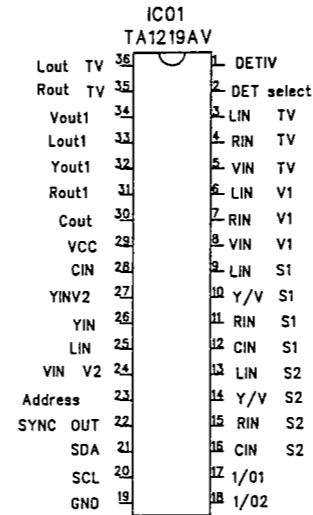 IC01
TA1219AV
Lout TV 36 1 DETIV
Rout TV 35 2 DET select
Vout1 34 3 LIN TV
Lout1 33 4 RIN TV
Yout1 32 5 VIN TV
Rout1 31 6 LIN V1
Cout 30 7 RIN V1
VCC 29 8 VIN V1
CIN 28 9 LIN S1
YINV2 27 10 Y/V S1
YIN 26 11 RIN S1
LIN 25 12 CIN S1
VIN V2 24 13 LIN S2
Address 23 14 Y/V S2
SYNC OUT 22 15 RIN S2
SDA 21 16 CIN S2
SCL 20 17 1/01
GND 19 18 1/02